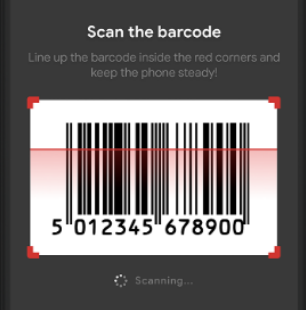 Scan the barcode
Line up the barcode inside the red corners and
keep the phone steady!
5 012345 678900
Scanning...